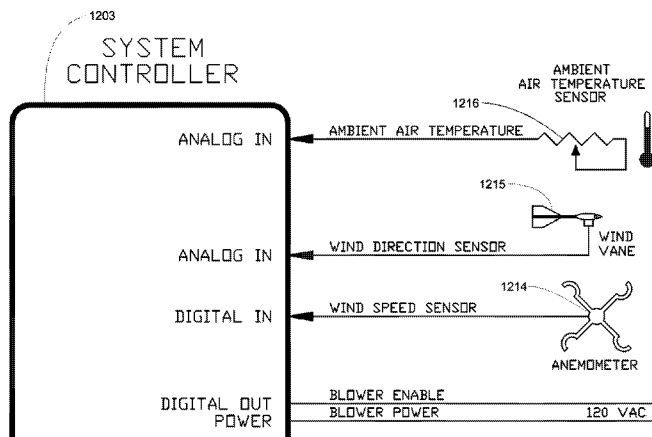 1203
SYSTEM
CONTROLLER
AMBIENT
AIR TEMPERATURE
SENSOR
1216
ANALOG IN
AMBIENT AIR TEMPERATURE
1215
WIND
VANE
ANALOG IN
WIND DIRECTION SENSOR
1214
DIGITAL IN
WIND SPEED SENSOR
ANEMOMETER
DIGITAL OUT
BLOWER ENABLE
POWER
BLOWER POWER
120 VAC